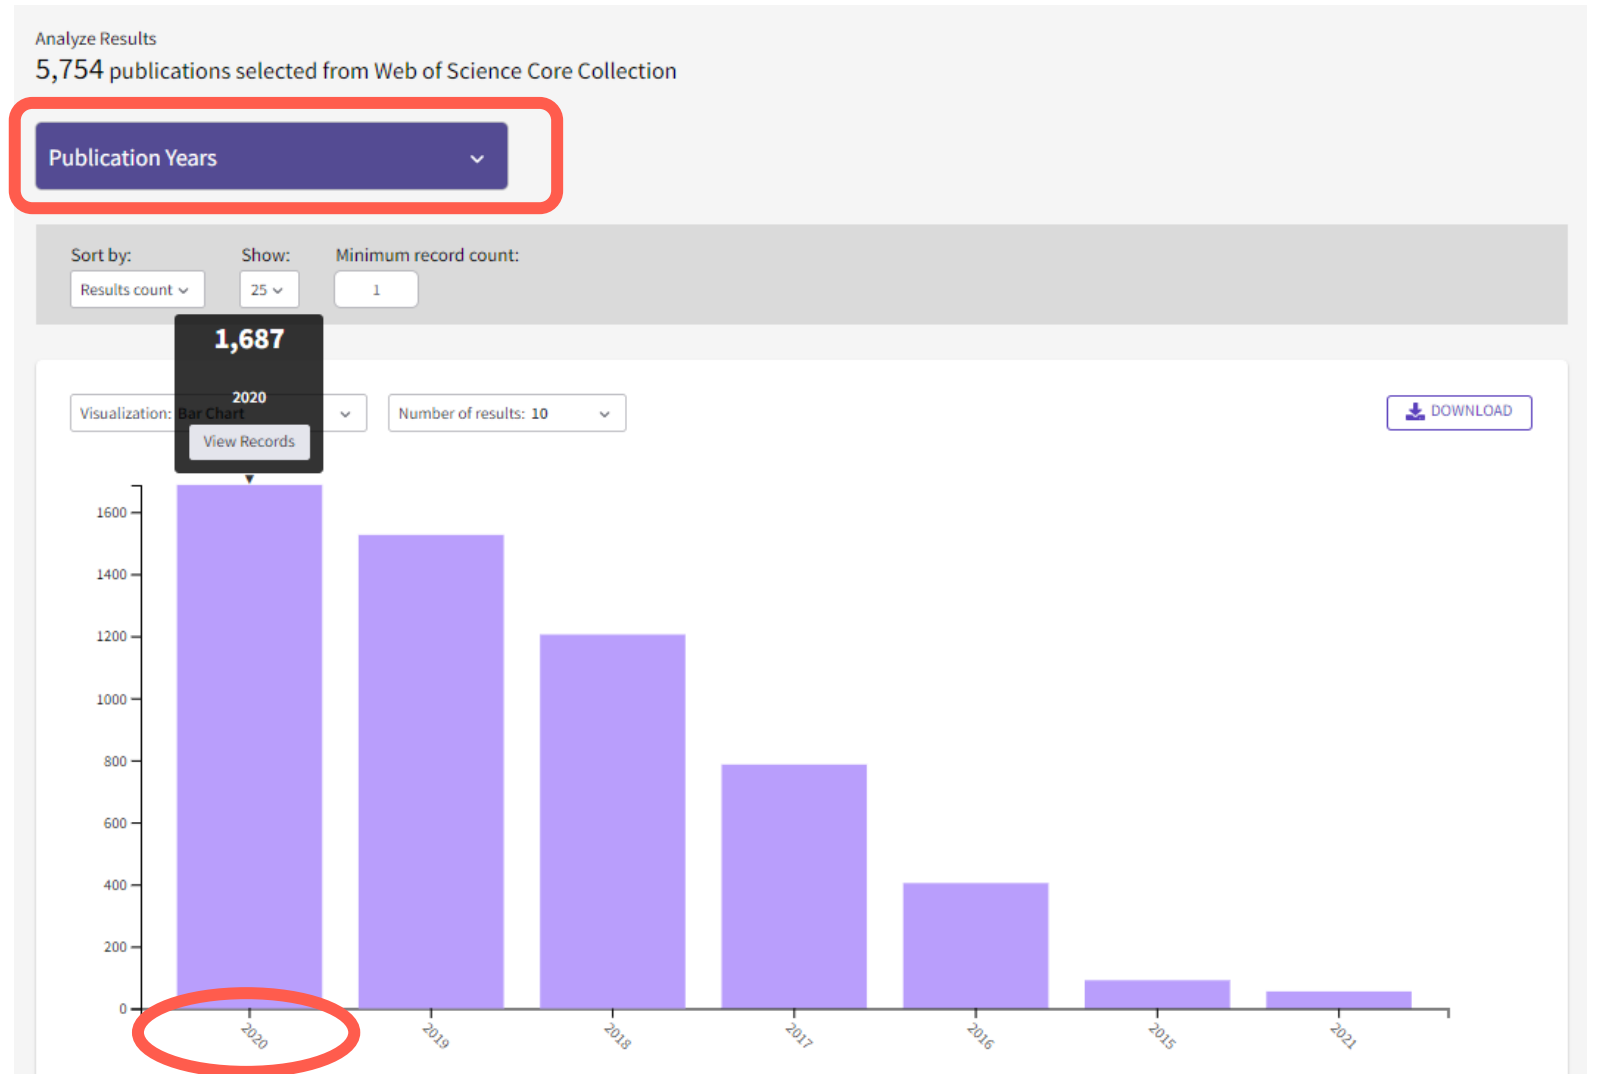 Analyze Results
5,754 publications selected from Web of Science Core Collection
Publication Years
Sort by: Show: Minimum record count:
Results count 25 1
1,687
2020
Visualization: Bar Chart Number of results: 10 DOWNLOAD
View Records
1600
1400
1200
1000
800
600
400
200
0
2020 2019 2018 2017 2016 2015 2021